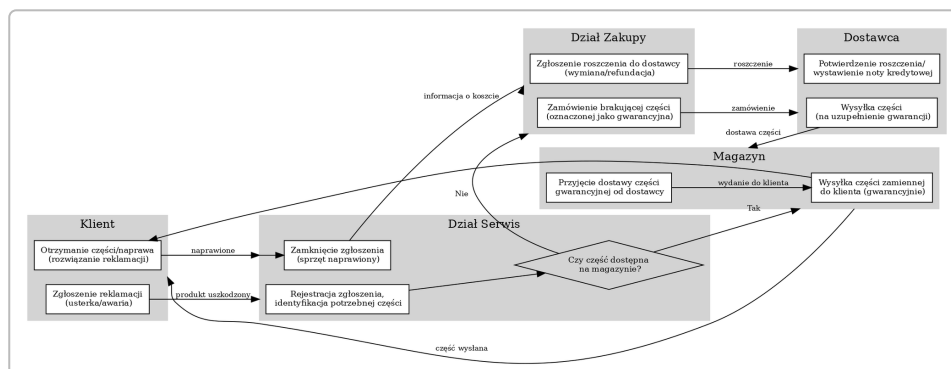 Dział Zakupy
Zgłoszenie roszczenia do dostawcy
(wymiana/refundacja)
Zamówienie brakującej części
(oznaczonej jako gwarancyjna)
Dostawca
Potwierdzenie roszczenia/
wystawienie noty kredytowej
Wysyłka części
(na uzupełnienie gwarancji)
roszczenie
zamówienie
informacja o koszcie
dostawa części
Magazyn
Przyjęcie dostawy części
gwarancyjnej od dostawcy
wydanie do klienta
Wysyłka części zamiennej
do klienta (gwarancyjnie)
Nie
Tak
Klient
Otrzymanie części/naprawa
(rozwiązanie reklamacji)
Zgłoszenie reklamacji
(usterka/awaria)
naprawione
produkt uszkodzony
Dział Serwis
Zamknięcie zgłoszenia
(sprzęt naprawiony)
Rejestracja zgłoszenia,
identyfikacja potrzebnej części
Czy część dostępna
na magazynie?
część wysłana